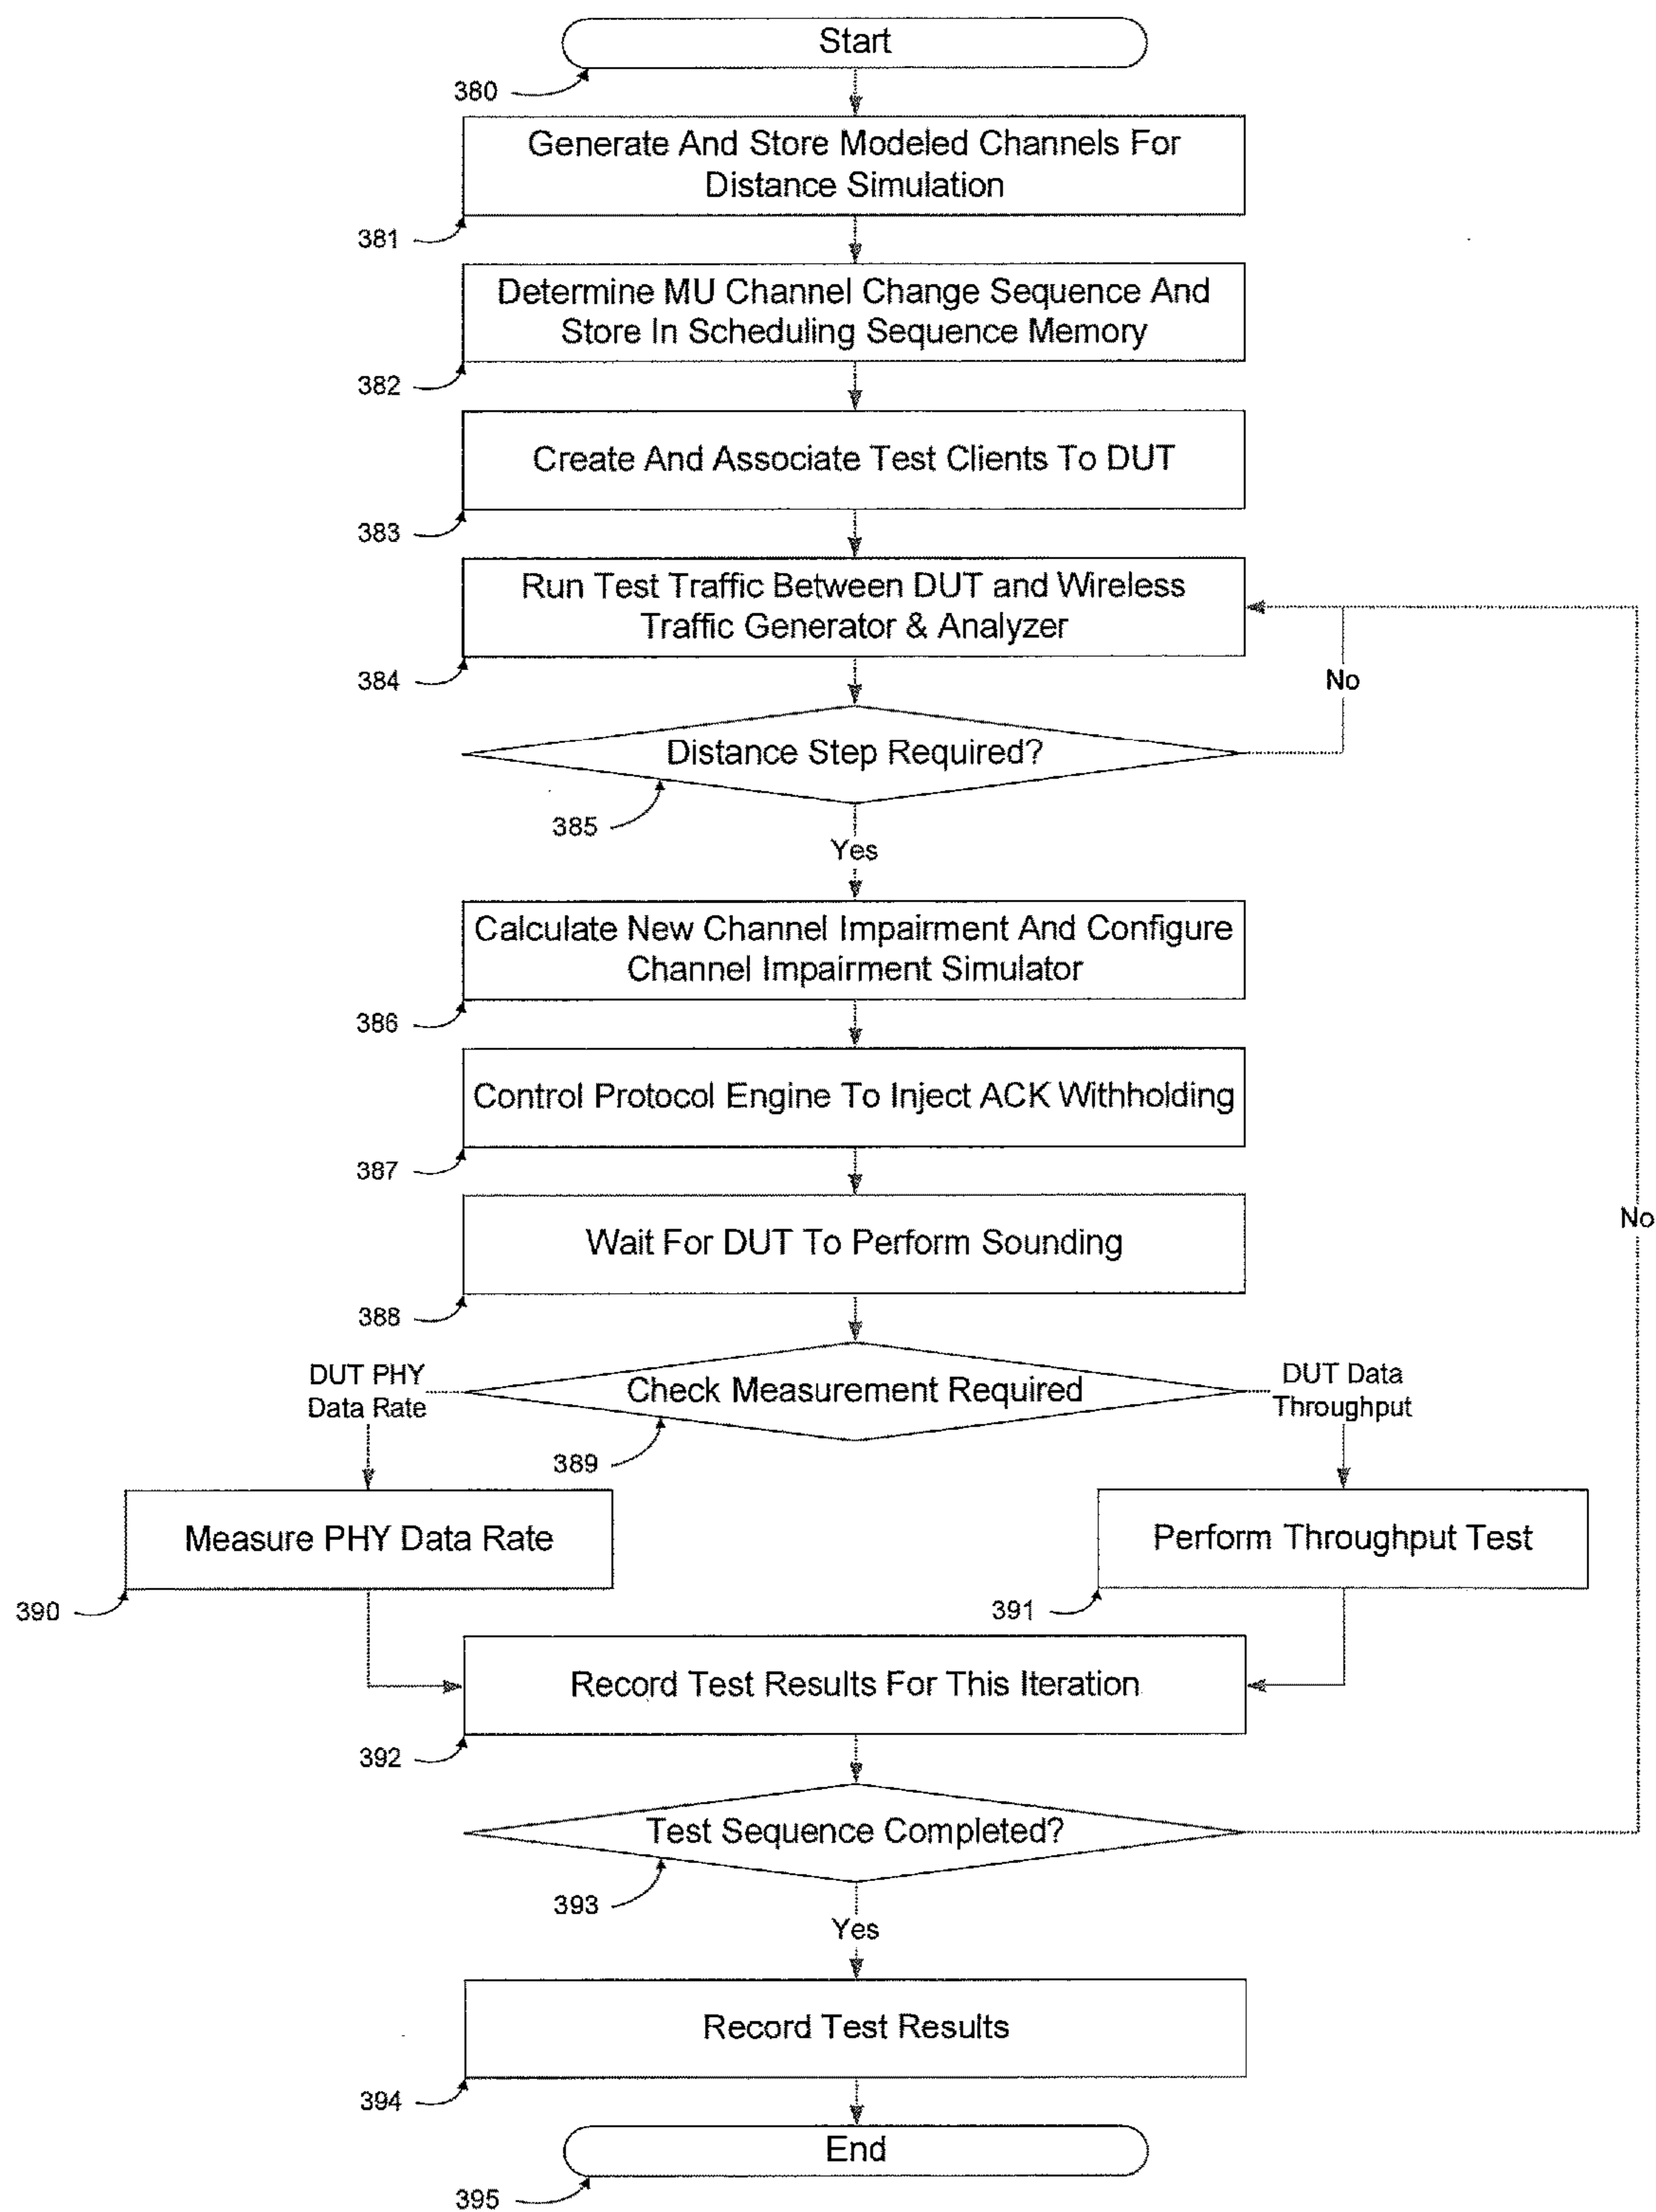 Start
380
Generate And Store Modeled Channels For
Distance Simulation
381
Determine MU Channel Change Sequence And
Store In Scheduling Sequence Memory
382
Create And Associate Test Clients To DUT
383
Run Test Traffic Between DUT and Wireless
Traffic Generator & Analyzer
384
No
Distance Step Required?
385
Yes
Calculate New Channel Impairment And Configure
Channel Impairment Simulator
386
Control Protocol Engine To Inject ACK Withholding
387
No
Wait For DUT To Perform Sounding
388
DUT PHY
Data Rate
Check Measurement Required
DUT Data
Throughput
389
Measure PHY Data Rate
390
Perform Throughput Test
391
Record Test Results For This Iteration
392
Test Sequence Completed?
393
Yes
Record Test Results
394
End
395